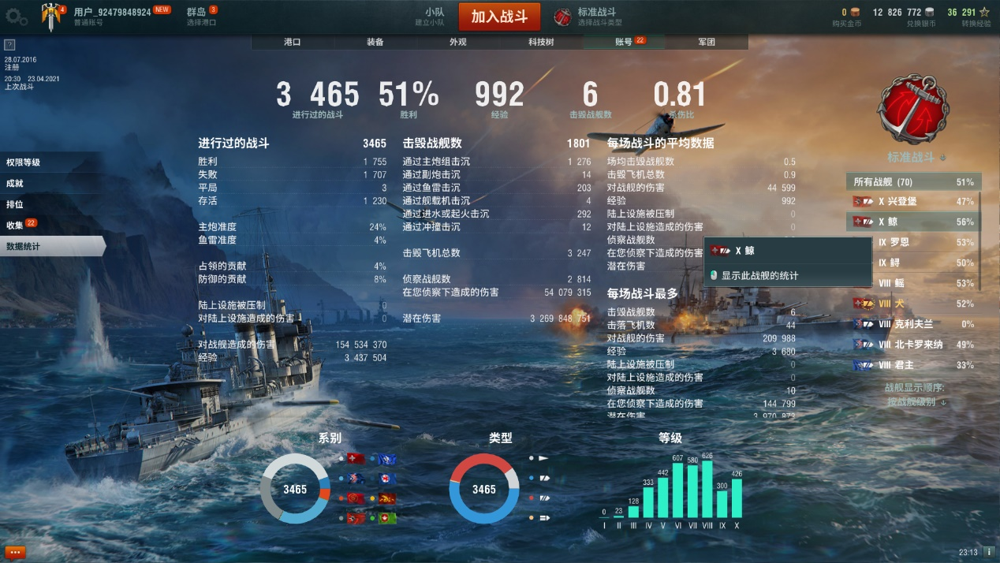 用户_92479848924 NEW
普通账号
4
群岛 3
选择港口
小队
建立小队
加入战斗
标准战斗
选择战斗类型
0
购买金币
12 826 772
兑换银币
36 291
转换经验
港口
装备
外观
科技树
账号 22
军团
?
28.07.2016
注册
20:30 23.04.2021
上次战斗
3 465
进行过的战斗
51%
胜利
992
经验
6
击毁战舰数
0.81
杀伤比
权限等级
成就
排位
收集 22
数据统计
进行过的战斗 3465
胜利 1 755
失败 1 707
平局 3
存活 1 230
主炮准度 24%
鱼雷准度 4%
占领的贡献 4%
防御的贡献 8%
陆上设施被压制 0
对陆上设施造成的伤害 0
对战舰造成的伤害 154 534 370
经验 3 437 504
击毁战舰数 1801
通过主炮组击沉 1 276
通过副炮击沉 14
通过鱼雷击沉 203
通过舰载机击沉 4
通过进水或起火击沉 292
通过冲撞击沉 12
击毁飞机总数 3 247
侦察战舰数 2 814
在您侦察下造成的伤害 54 079 315
潜在伤害 3 269 848 751
每场战斗的平均数据
场均击毁战舰数 0.5
击毁飞机总数 0.9
对战舰的伤害 44 599
经验 992
陆上设施被压制 0
对陆上设施造成的伤害 0
侦察战舰数
在您侦察下造成的伤害
潜在伤害
每场战斗最多
击毁战舰数 6
击落飞机数 44
对战舰的伤害 209 988
经验 3 680
陆上设施被压制 0
对陆上设施造成的伤害 0
侦察战舰数 10
在您侦察下造成的伤害 144 799
潜在伤害 3 970 873
标准战斗
所有战舰 (70) 51%
X 兴登堡 47%
X 鲸 56%
IX 罗恩 53%
IX 鲟 50%
VIII 鳐 53%
VIII 犬 52%
VIII 克利夫兰 0%
VIII 北卡罗来纳 49%
VIII 君主 33%
战舰显示顺序:
按战舰级别
X 鲸
显示此战舰的统计
系别
3465
类型
3465
等级
0 23 128 333 442 607 580 626 300 426
I II III IV V VI VII VIII IX X
23:13
i